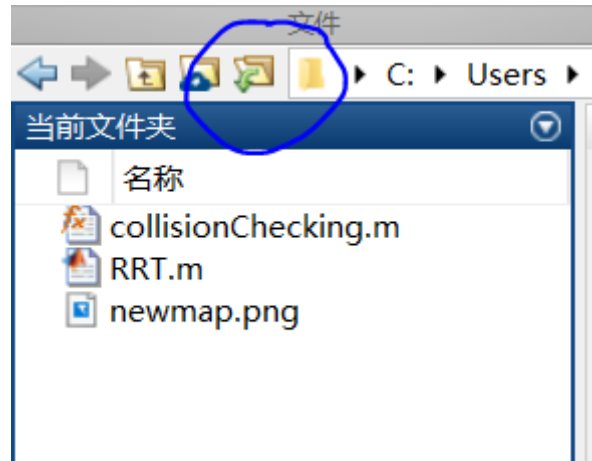 文件
C: Users
当前文件夹
名称
collisionChecking.m
RRT.m
newmap.png